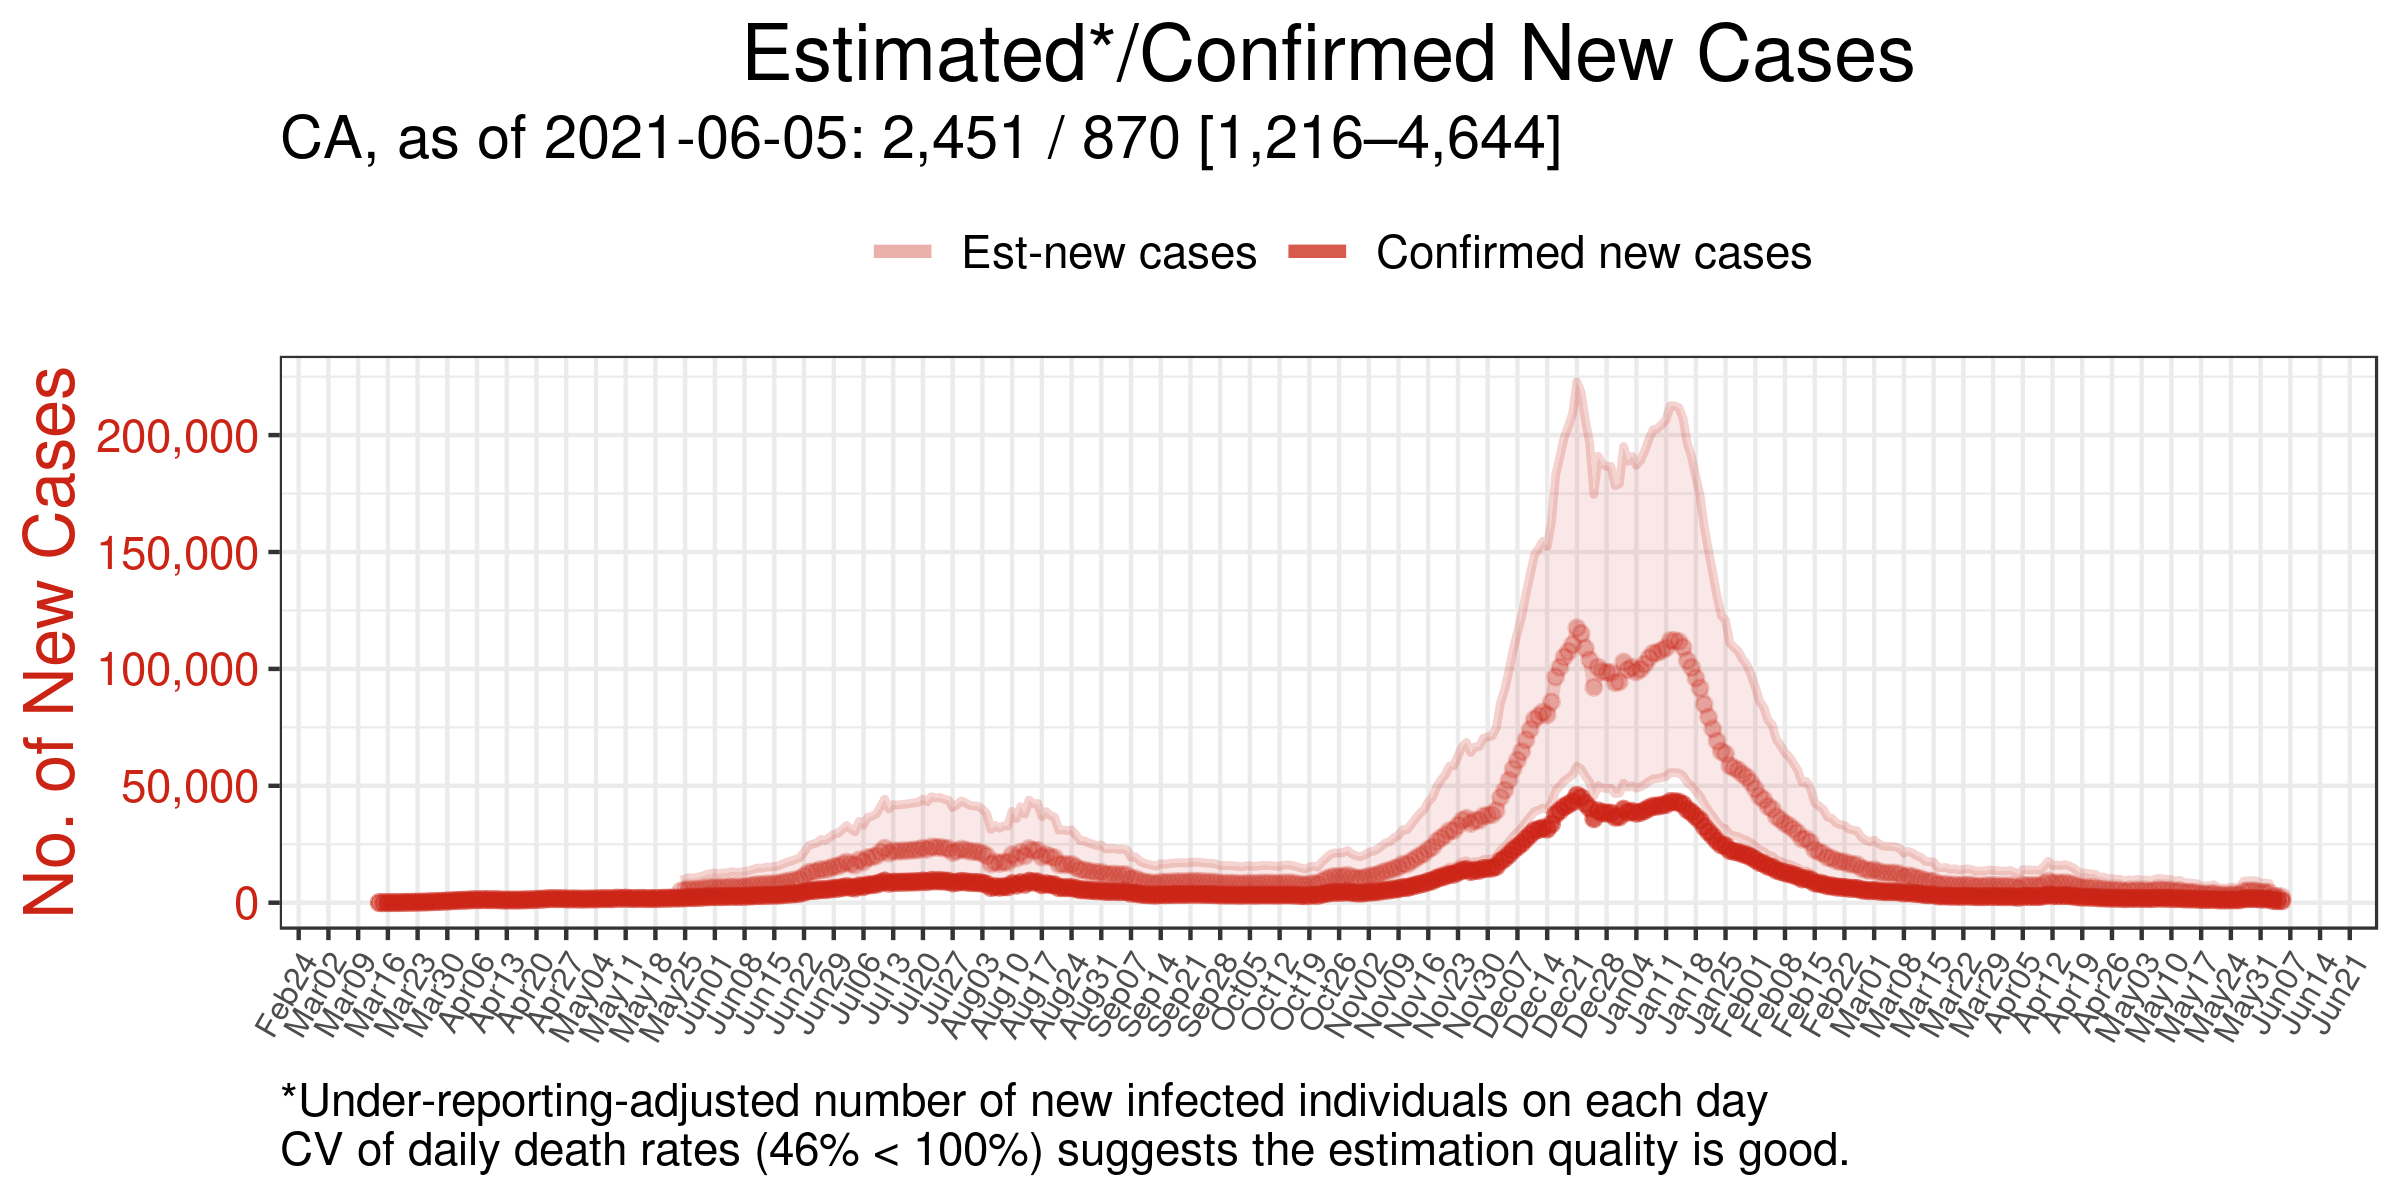 Estimated*/Confirmed New Cases
CA, as of 2021-06-05: 2,451 / 870 [1,216–4,644]
Est-new cases
Confirmed new cases
No. of New Cases
200,000
150,000
100,000
50,000
0
Feb24
Mar02
Mar09
Mar16
Mar23
Mar30
Apr06
Apr13
Apr20
Apr27
May04
May11
May18
May25
Jun01
Jun08
Jun15
Jun22
Jun29
Jul06
Jul13
Jul20
Jul27
Aug03
Aug10
Aug17
Aug24
Aug31
Sep07
Sep14
Sep21
Sep28
Oct05
Oct12
Oct19
Oct26
Nov02
Nov09
Nov16
Nov23
Nov30
Dec07
Dec14
Dec21
Dec28
Jan04
Jan11
Jan18
Jan25
Feb01
Feb08
Feb15
Feb22
Mar01
Mar08
Mar15
Mar22
Mar29
Apr05
Apr12
Apr19
Apr26
May03
May10
May17
May24
May31
Jun07
Jun14
Jun21
*Under-reporting-adjusted number of new infected individuals on each day
CV of daily death rates (46% < 100%) suggests the estimation quality is good.